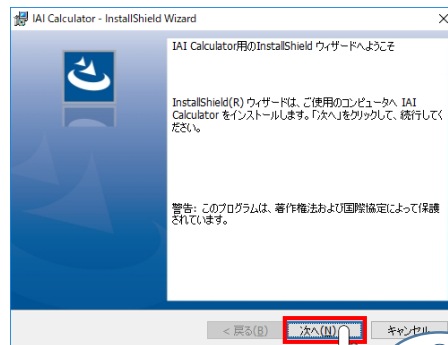 IAI Calculator - InstallShield Wizard
IAI Calculator用のInstallShield ウィザードへようこそ
InstallShield(R) ウィザードは、ご使用のコンピュータへ IAI
Calculator をインストールします。「次へ」をクリックして、続行してく
ださい。
警告: このプログラムは、著作権法および国際協定によって保護
されています。
< 戻る(B)
次へ(N)
キャンセル